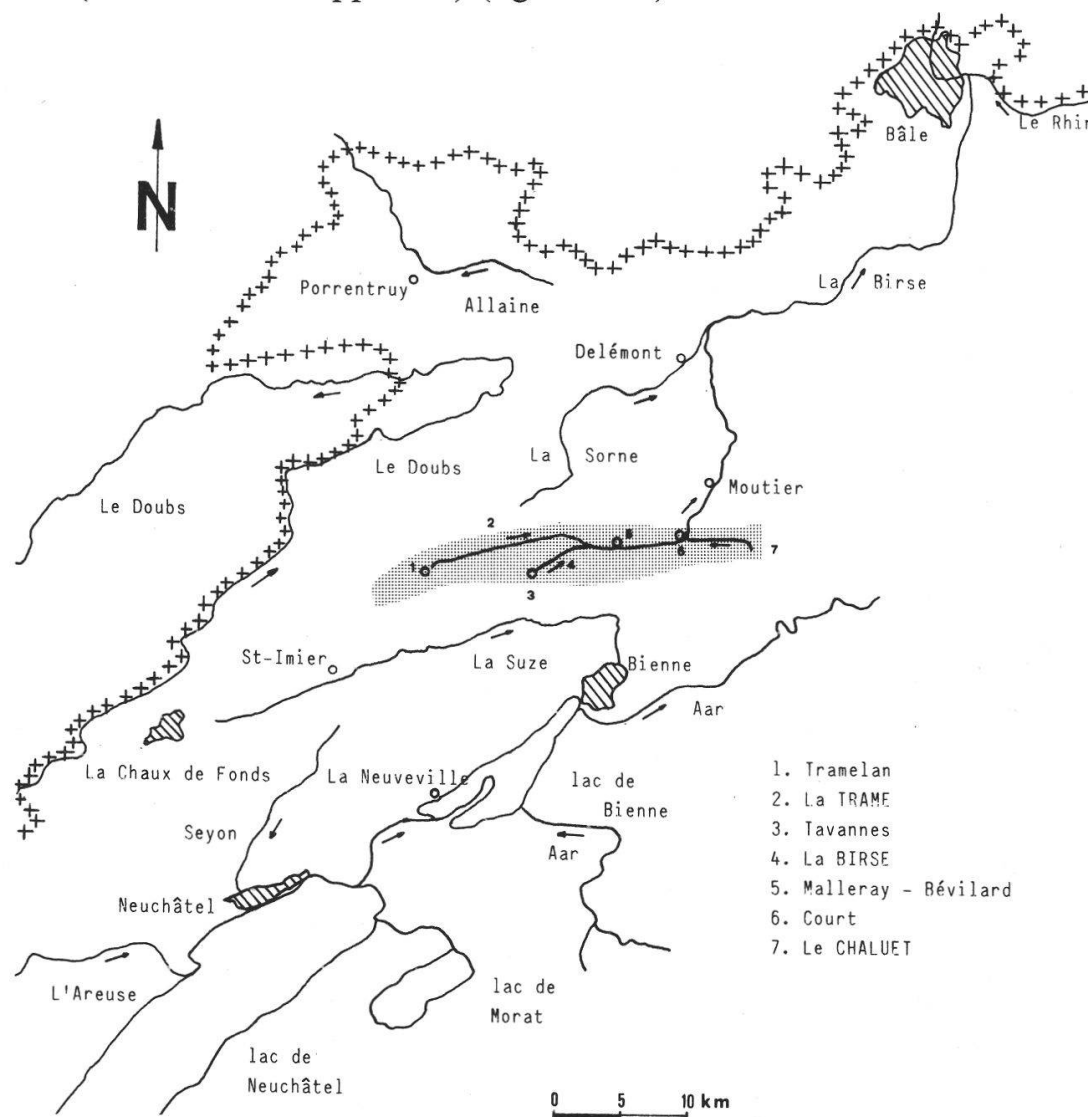 N
Bâle
Le Rhin
Porrentruy
Allaine
La Birse
Delémont
La Sorne
Le Doubs
Le Doubs
Moutier
2
5
1
4
6
7
3
St-Imier
La Suze
Bienne
Aar
La Chaux de Fonds
La Neuveville
lac de
Bienne
Seyon
Aar
Neuchâtel
L'Areuse
lac de
Morat
lac de
Neuchâtel
1. Tramelan
2. La TRAME
3. Tavannes
4. La BIRSE
5. Malleray - Bévilard
6. Court
7. Le CHALUET
0 5 10 km